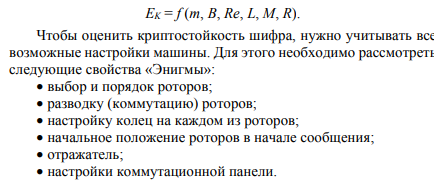 E_K = f (m, B, Re, L, M, R).
Чтобы оценить криптостойкость шифра, нужно учитывать все
возможные настройки машины. Для этого необходимо рассмотреть
следующие свойства «Энигмы»:
• выбор и порядок роторов;
• разводку (коммутацию) роторов;
• настройку колец на каждом из роторов;
• начальное положение роторов в начале сообщения;
• отражатель;
• настройки коммутационной панели.